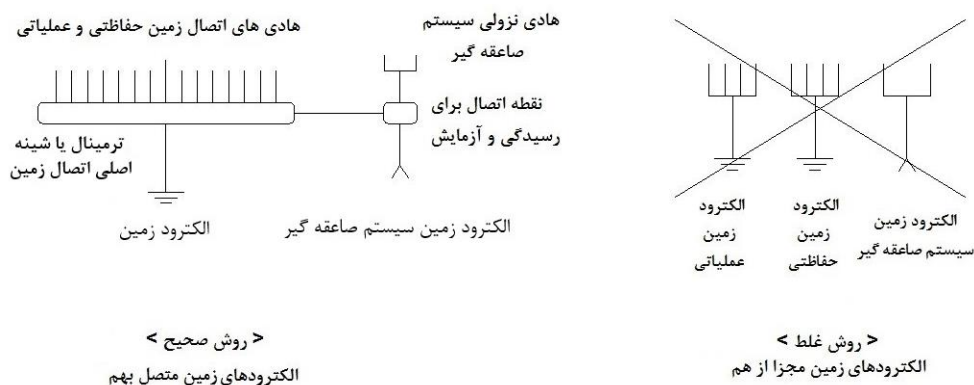 هادی های اتصال زمین حفاظتی و عملیاتی
هادی نزولی سیستم
صاعقه گیر
نقطه اتصال برای
رسیدگی و آزمایش
ترمینال یا شینه
اصلی اتصال زمین
الکترود زمین
الکترود زمین سیستم صاعقه گیر
< روش صحیح >
الکترودهای زمین متصل بهم
الکترود زمین
سیستم صاعقه گیر
الکترود
زمین
حفاظتی
الکترود
زمین
عملیاتی
< روش غلط >
الکترودهای زمین مجزا از هم